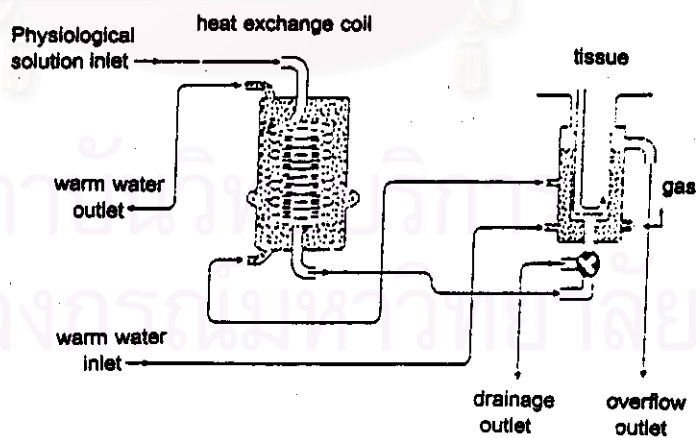 heat exchange coil
Physiological
solution inlet
tissue
warm water
outlet
gas
warm water
inlet
drainage
outlet
overflow
outlet